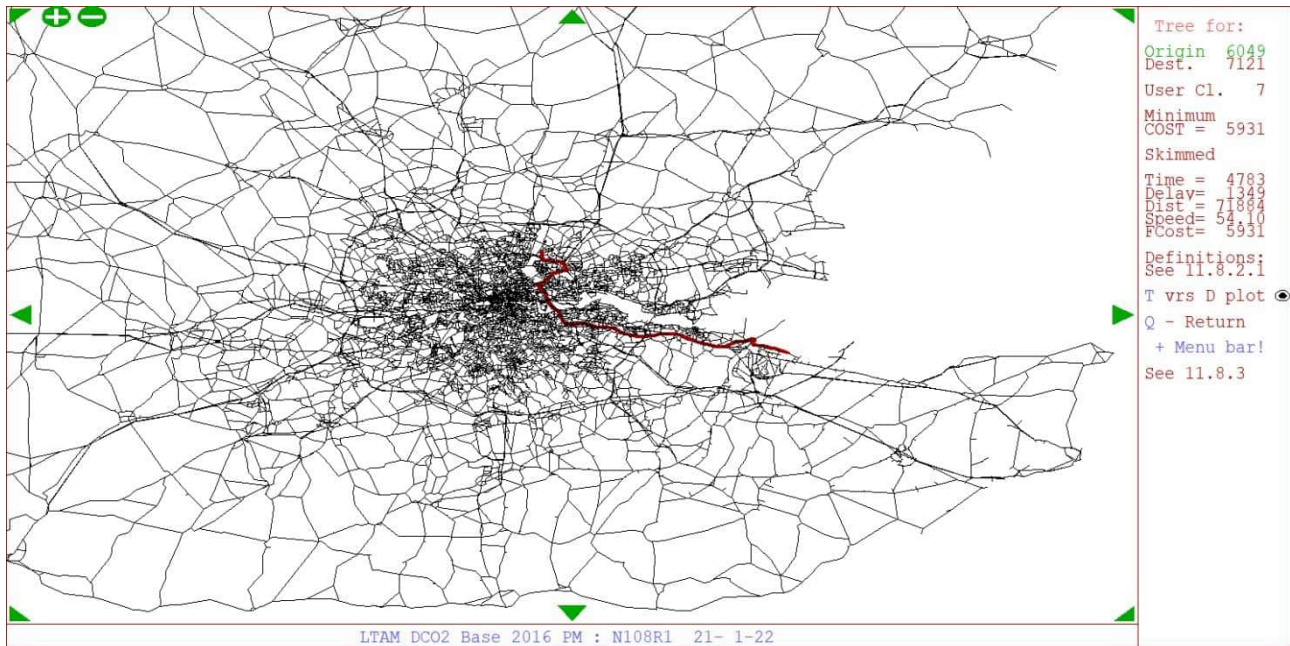 Tree for:
Origin 6049
Dest. 7121
User Cl. 7
Minimum
COST = 5931
Skimmed
Time = 4783
Delay= 1349
Dist = 71884
Speed= 54.10
FCost= 5931
Definitions:
See 11.8.2.1
T vrs D plot
Q - Return
+ Menu bar!
See 11.8.3
LTAM DCO2 Base 2016 PM : N108R1 21- 1-22